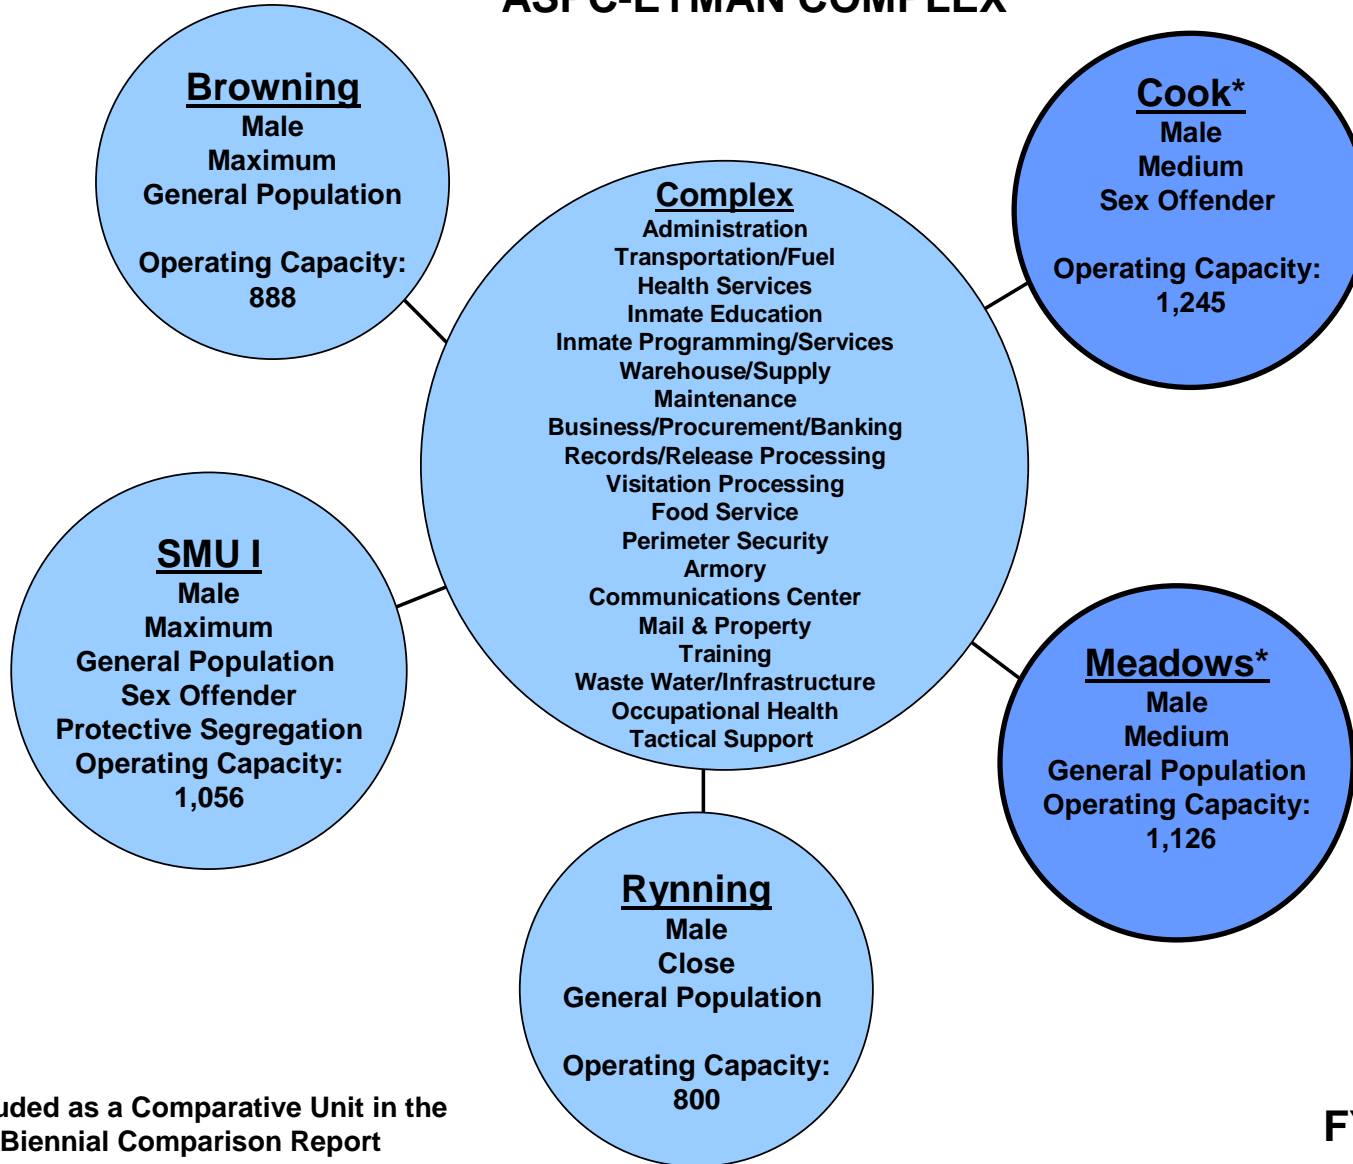 ASPC-EYMAN COMPLEX
Browning
Male
Maximum
General Population
Operating Capacity:
888
Cook*
Male
Medium
Sex Offender
Operating Capacity:
1,245
Complex
Administration
Transportation/Fuel
Health Services
Inmate Education
Inmate Programming/Services
Warehouse/Supply
Maintenance
Business/Procurement/Banking
Records/Release Processing
Visitation Processing
Food Service
Perimeter Security
Armory
Communications Center
Mail & Property
Training
Waste Water/Infrastructure
Occupational Health
Tactical Support
SMU I
Male
Maximum
General Population
Sex Offender
Protective Segregation
Operating Capacity:
1,056
Meadows*
Male
Medium
General Population
Operating Capacity:
1,126
Rynning
Male
Close
General Population
Operating Capacity:
800
as a Comparative Unit in the
Biennial Comparison Report